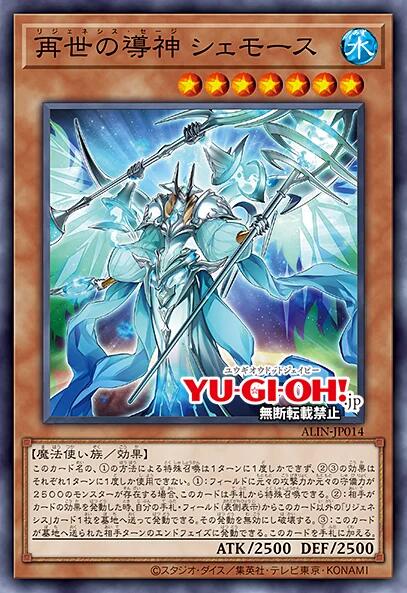 リジェネシス・セージ
再世の導神 シェモース
水
ユウギオウドットジェイピー
YU-GI-OH!.jp
無断転載禁止
ALIN-JP014
【魔法使い族／効果】
このカード名の、①の方法による特殊召喚は1ターンに1度しかできず、②③の効果は
それぞれ1ターンに1度しか使用できない。①：フィールドに元々の攻撃力か元々の守備力が
2500のモンスターが存在する場合、このカードは手札から特殊召喚できる。②：相手が
カードの効果を発動した時、自分の手札・フィールド(表側表示)からこのカード以外の「リジェネ
シス」カード1枚を墓地へ送って発動できる。その発動を無効にし破壊する。③：このカード
が墓地へ送られた相手ターンのエンドフェイズに発動できる。このカードを手札に加える。
ATK/2500 DEF/2500
©スタジオ・ダイス／集英社・テレビ東京・KONAMI